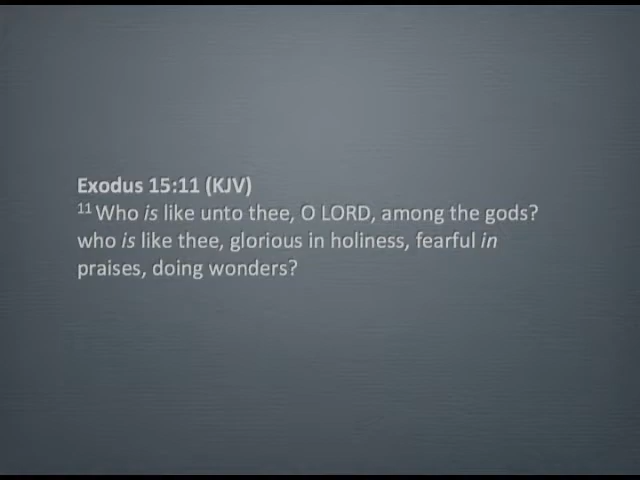 Exodus 15:11 (KJV)
11 Who is like unto thee, O LORD, among the gods?
who is like thee, glorious in holiness, fearful in
praises, doing wonders?